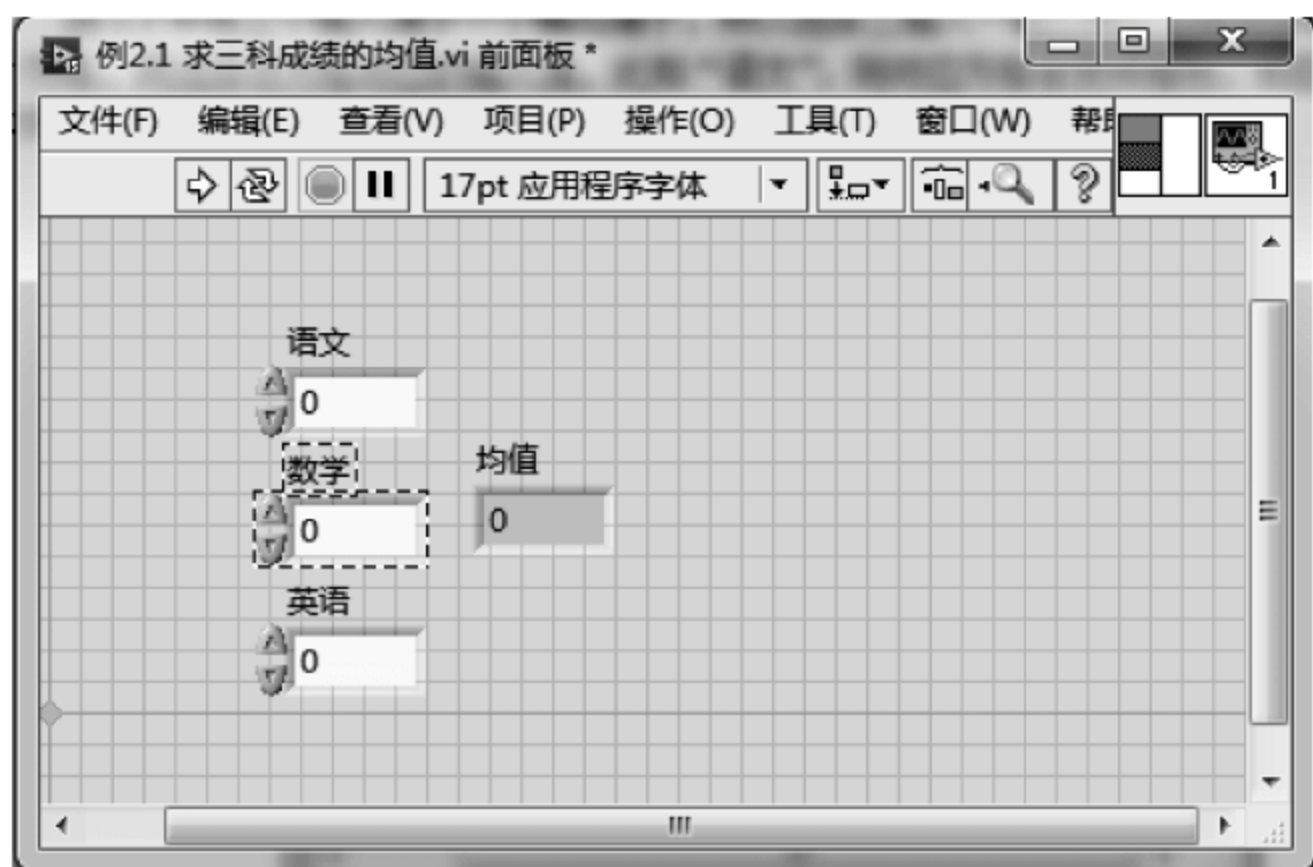 例2.1 求三科成绩的均值.vi 前面板 *
文件(F) 编辑(E) 查看(V) 项目(P) 操作(O) 工具(T) 窗口(W) 帮
17pt 应用程序字体
1
语文
0
数学
0
均值
0
英语
0